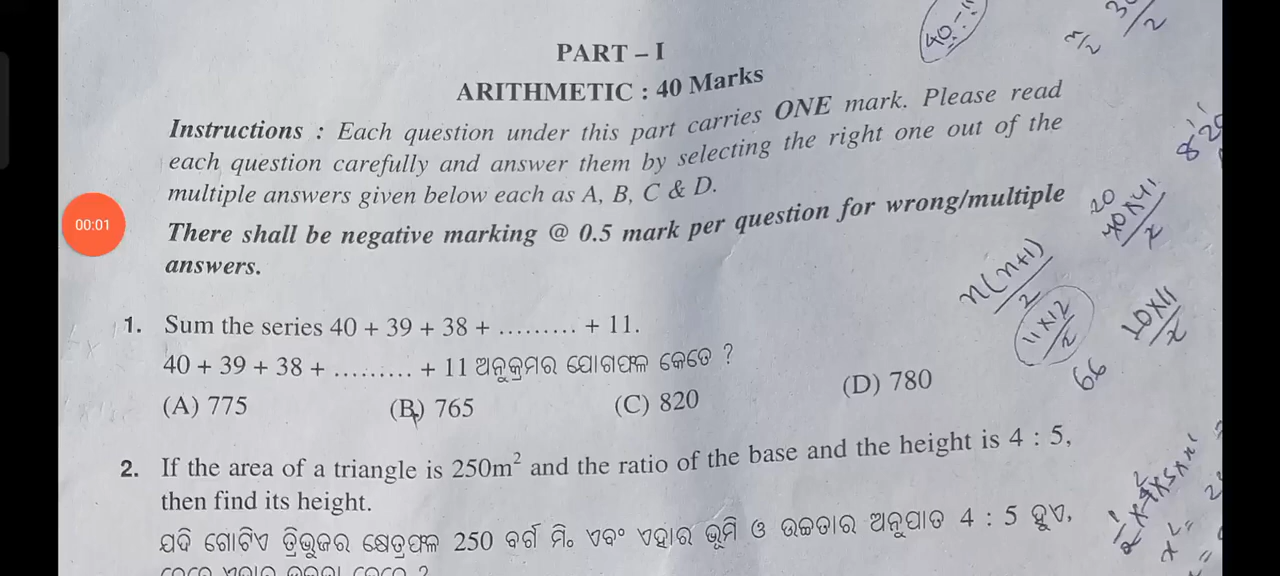 PART – I
ARITHMETIC : 40 Marks
Instructions : Each question under this part carries ONE mark. Please read
each question carefully and answer them by selecting the right one out of the
multiple answers given below each as A, B, C & D.
There shall be negative marking @ 0.5 mark per question for wrong/multiple
answers.
00:01
1. Sum the series 40 + 39 + 38 + ......... + 11.
40 + 39 + 38 + ......... + 11 ଅନୁକ୍ରମର ଯୋଗଫଳ କେତେ ?
(A) 775 (B) 765 (C) 820 (D) 780
2. If the area of a triangle is 250m² and the ratio of the base and the height is 4 : 5,
then find its height.
ଯଦି ଗୋଟିଏ ତ୍ରିଭୁଜର କ୍ଷେତ୍ରଫଳ 250 ବର୍ଗ ମି. ଏବଂ ଏହାର ଭୂମି ଓ ଉଚ୍ଚତାର ଅନୁପାତ 4 : 5 ହୁଏ,
n(n+1)/2
11×12/2
66